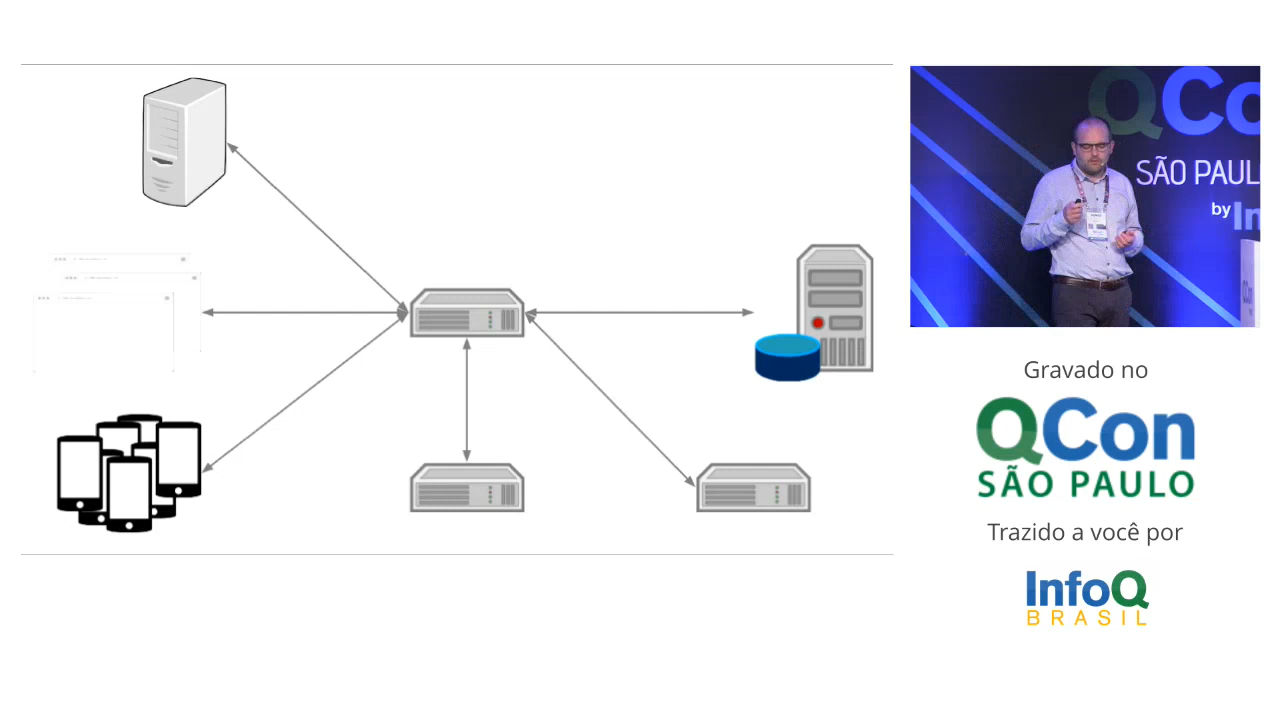 QCo
SÃO PAUL
by In
Gravado no
QCon
SÃO PAULO
Trazido a você por
InfoQ
BRASIL